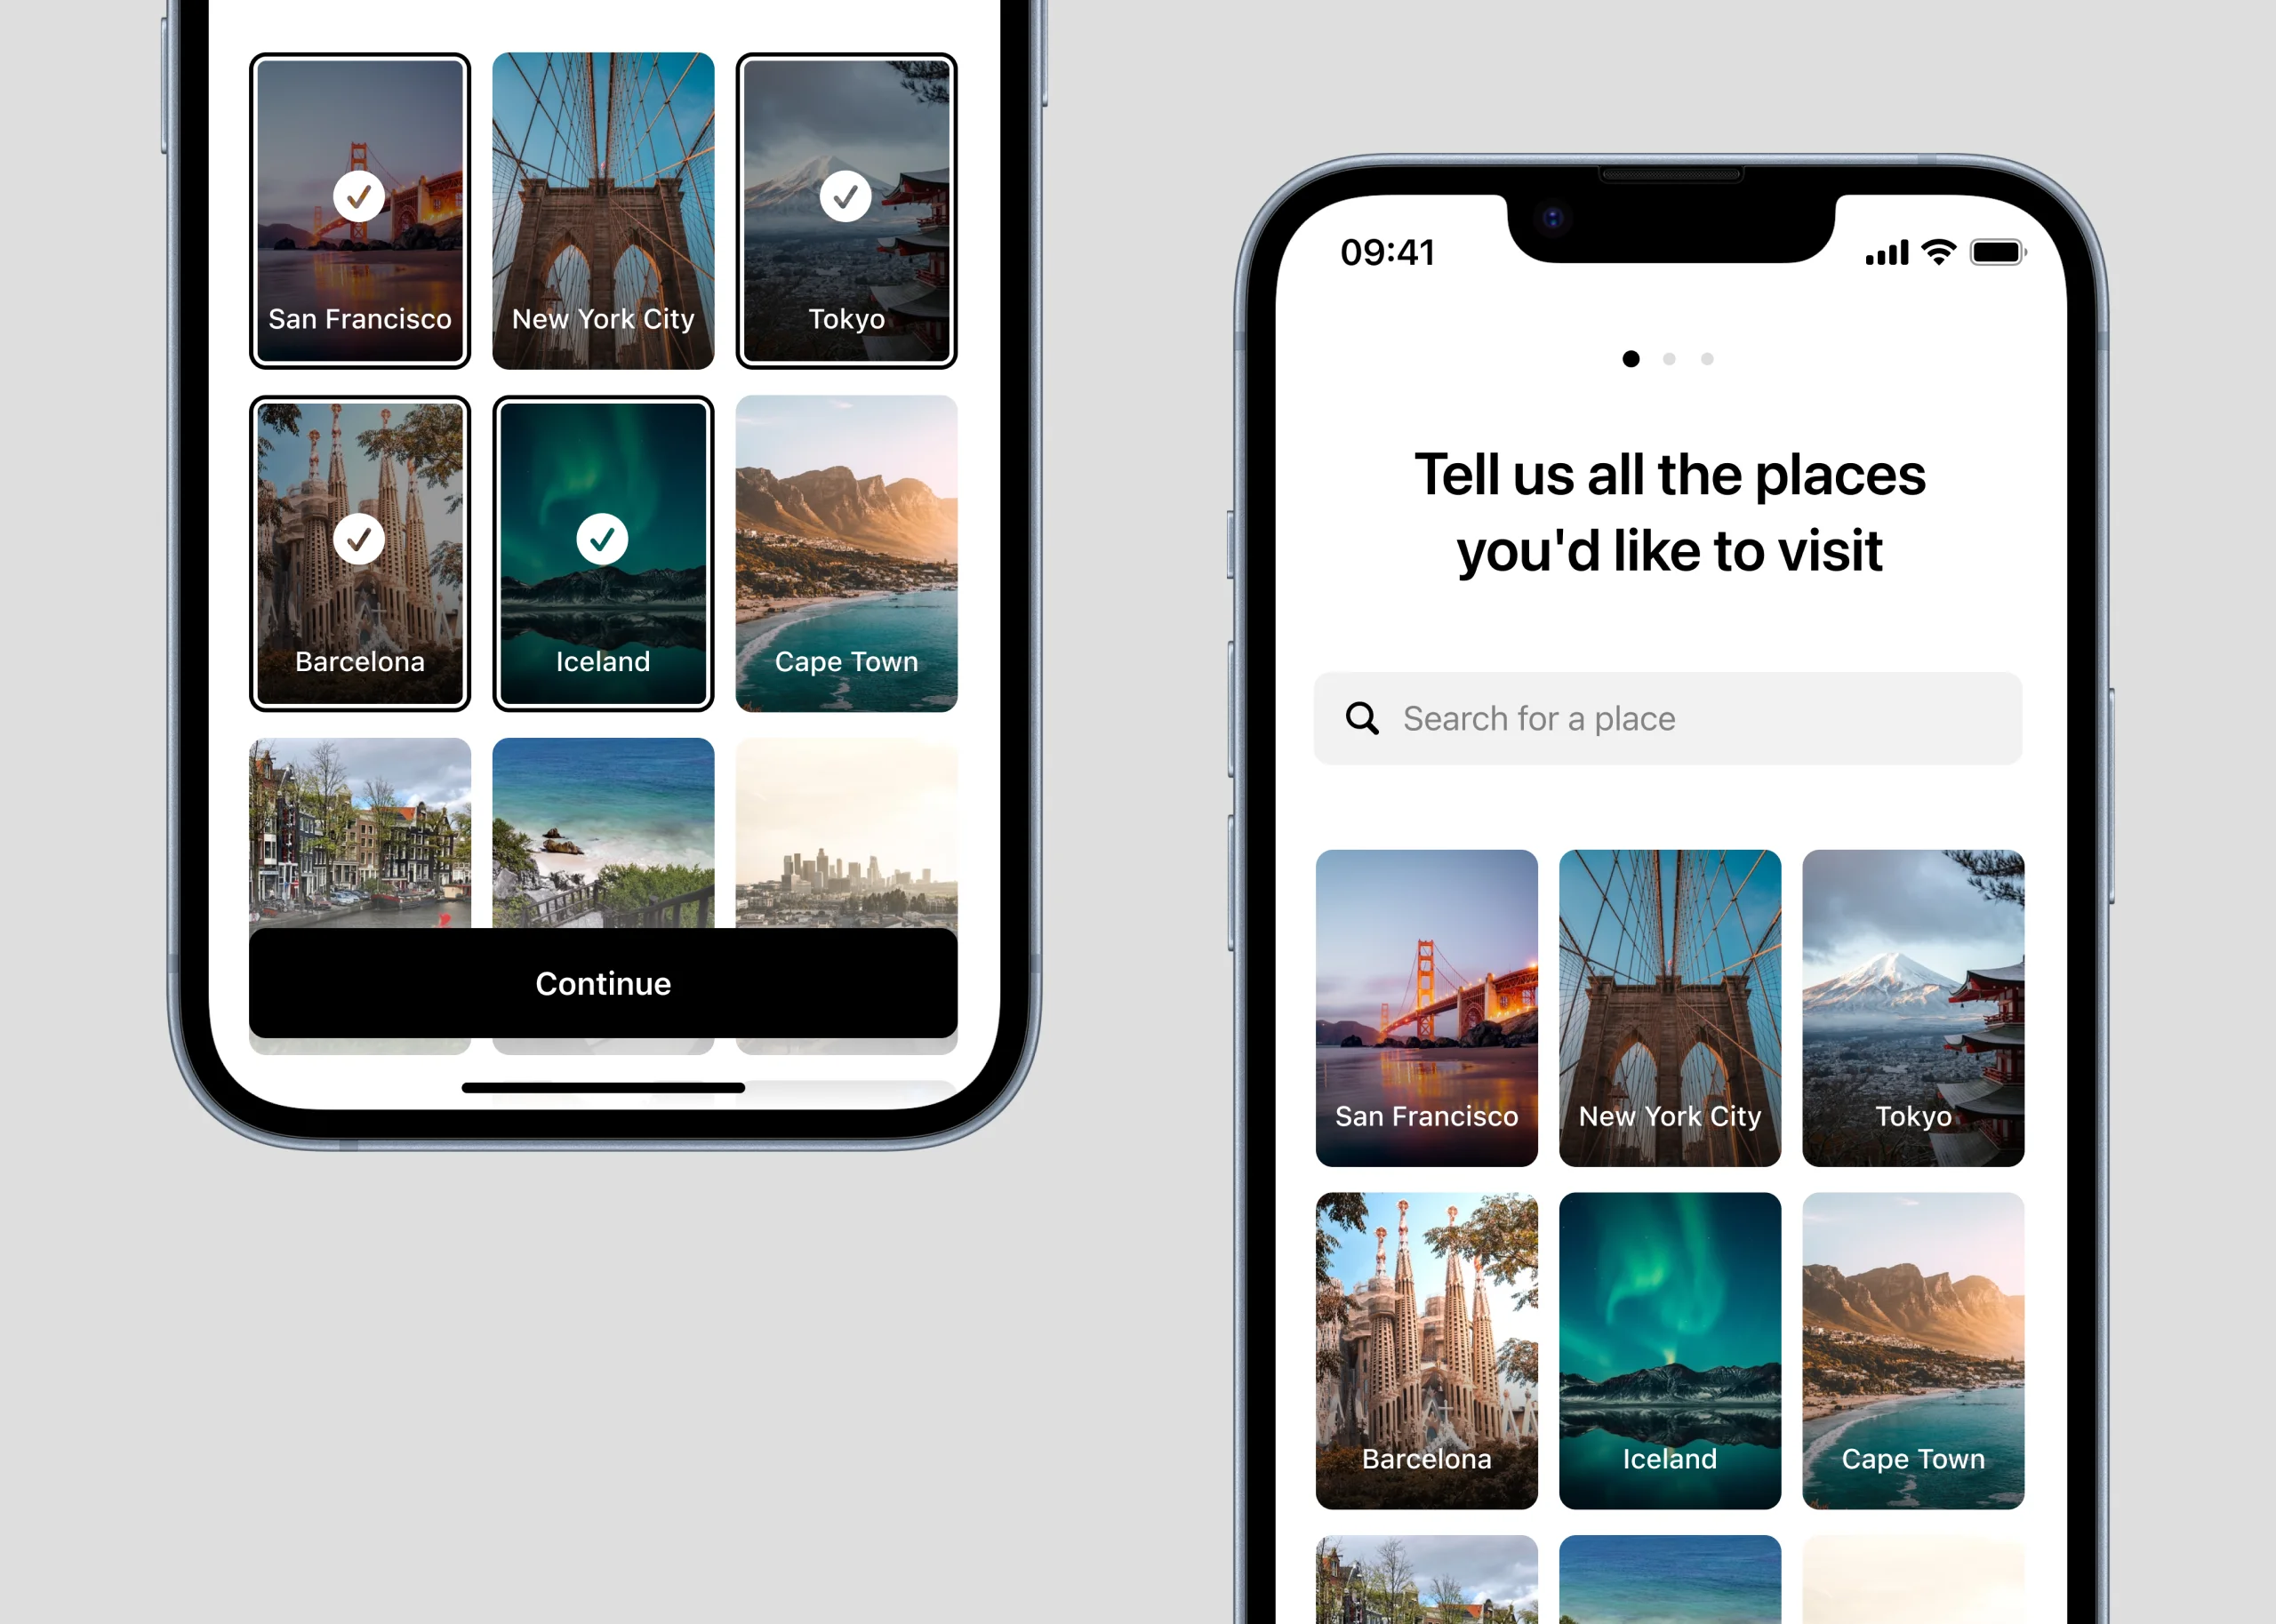 San Francisco
New York City
Tokyo
Barcelona
Iceland
Cape Town
Continue
09:41
Tell us all the places
you'd like to visit
Search for a place
San Francisco
New York City
Tokyo
Barcelona
Iceland
Cape Town